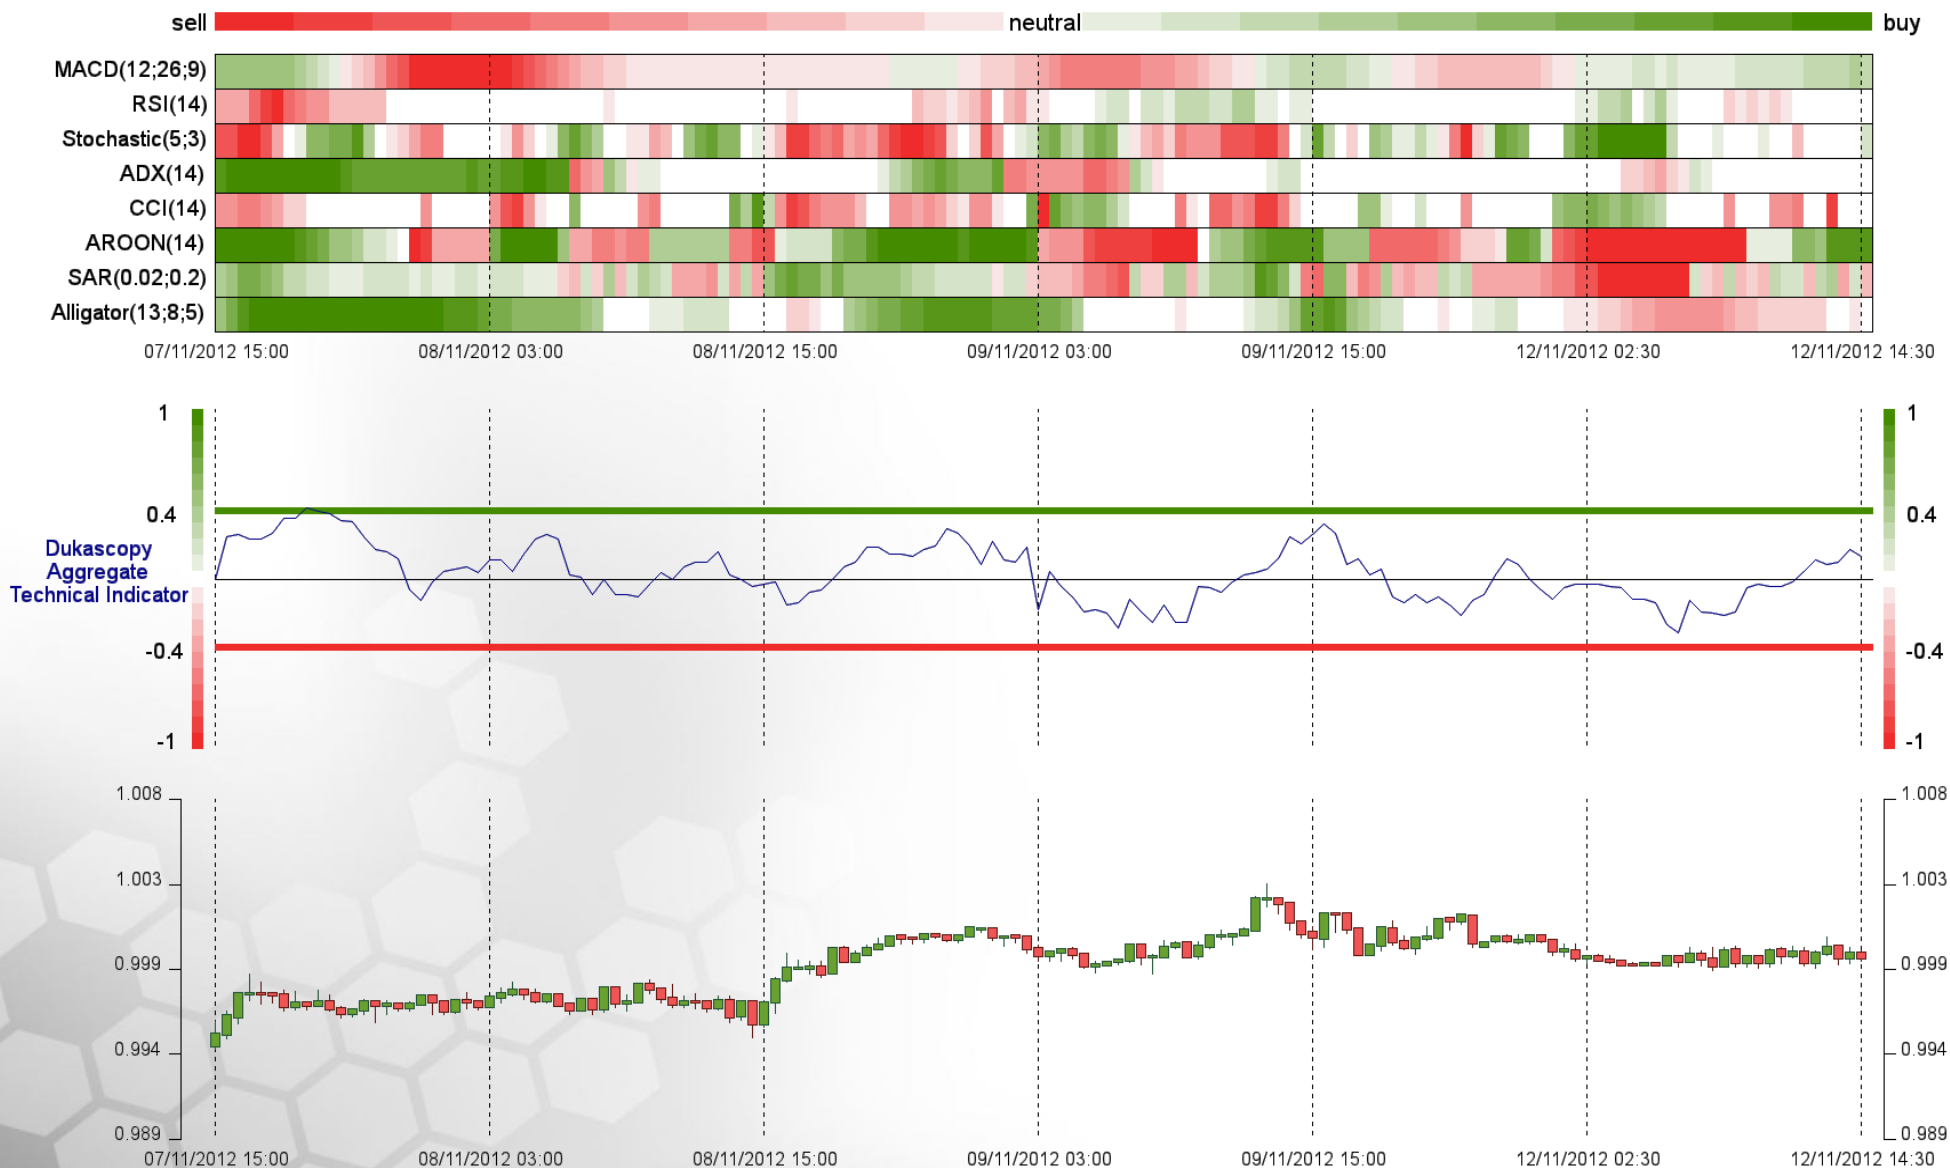 sell neutral buy
MACD(12;26;9)
RSI(14)
Stochastic(5;3)
ADX(14)
CCI(14)
AROON(14)
SAR(0.02;0.2)
Alligator(13;8;5)
07/11/2012 15:00 08/11/2012 03:00 08/11/2012 15:00 09/11/2012 03:00 09/11/2012 15:00 12/11/2012 02:30 12/11/2012 14:30
1 1
0.4 0.4
Dukascopy
Aggregate
Technical Indicator
-0.4 -0.4
-1 -1
1.008 1.008
1.003 1.003
0.999 0.999
0.994 0.994
0.989 0.989
07/11/2012 15:00 08/11/2012 03:00 08/11/2012 15:00 09/11/2012 03:00 09/11/2012 15:00 12/11/2012 02:30 12/11/2012 14:30